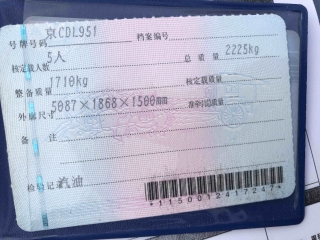 号牌号码 京CDL951 档案编号
核定载人数 5人 总质量 2225kg
整备质量 1710kg 核定载质量
外廓尺寸 5087×1868×1500mm 准牵引总质量
备注
检验记录 汽油
*1150012417247*